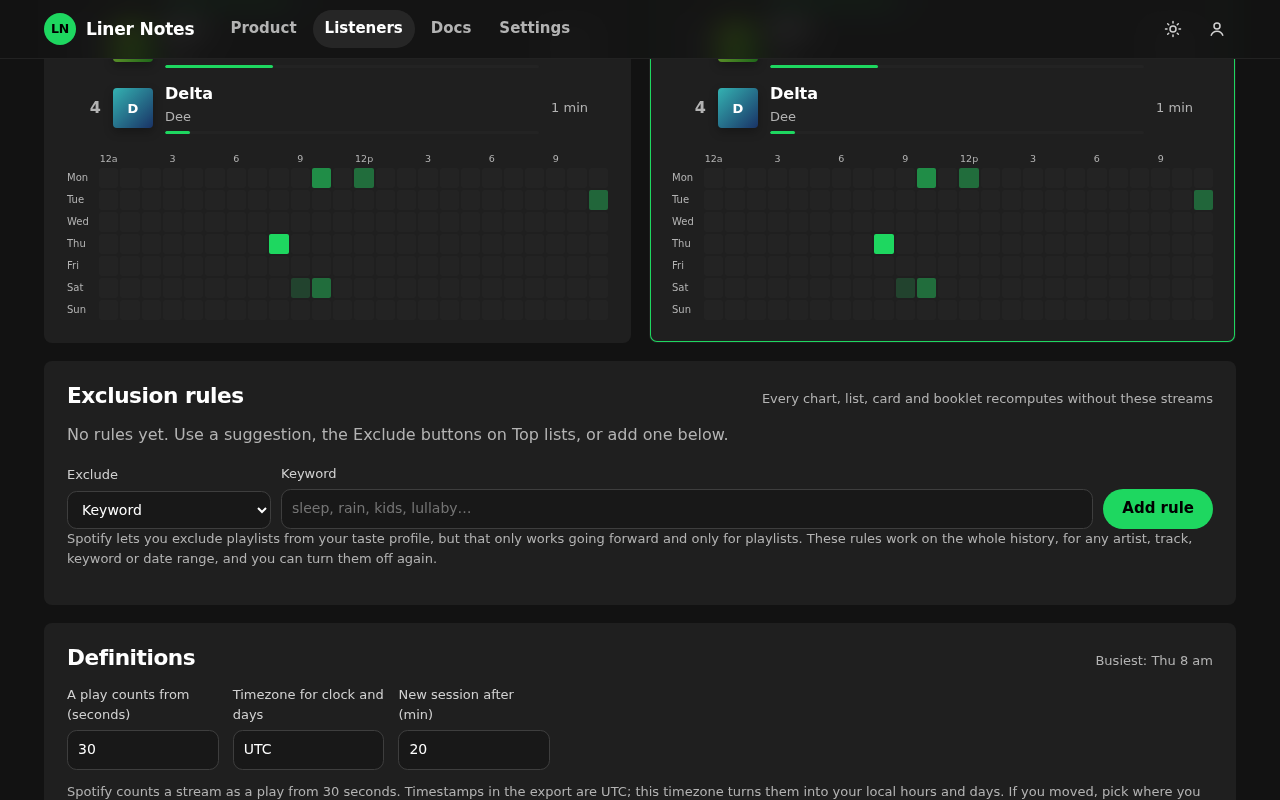 LN Liner Notes Product Listeners Docs Settings
4 D Delta 1 min
Dee
12a 3 6 9 12p 3 6 9
Mon
Tue
Wed
Thu
Fri
Sat
Sun
4 D Delta 1 min
Dee
12a 3 6 9 12p 3 6 9
Mon
Tue
Wed
Thu
Fri
Sat
Sun
Exclusion rules
Every chart, list, card and booklet recomputes without these streams
No rules yet. Use a suggestion, the Exclude buttons on Top lists, or add one below.
Exclude Keyword
Keyword sleep, rain, kids, lullaby... Add rule
Spotify lets you exclude playlists from your taste profile, but that only works going forward and only for playlists. These rules work on the whole history, for any artist, track,
keyword or date range, and you can turn them off again.
Definitions
Busiest: Thu 8 am
A play counts from
(seconds)
30
Timezone for clock and
days
UTC
New session after
(min)
20
Spotify counts a stream as a play from 30 seconds. Timestamps in the export are UTC; this timezone turns them into your local hours and days. If you moved, pick where you